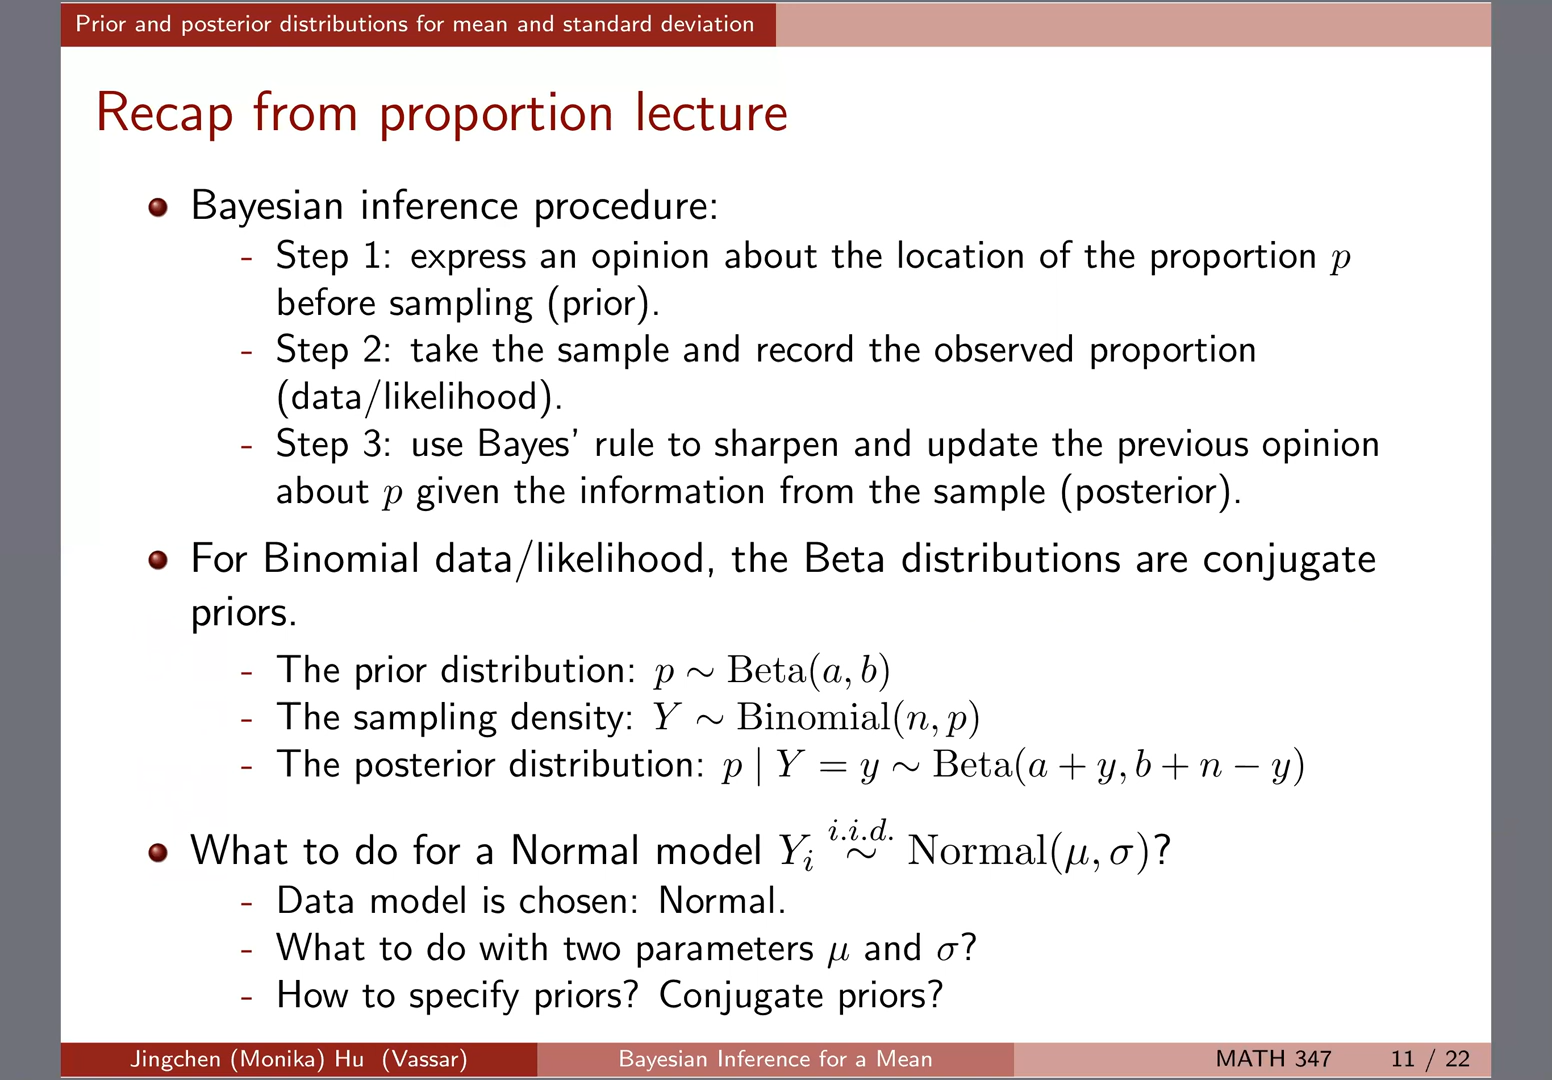 Prior and posterior distributions for mean and standard deviation
Recap from proportion lecture
Bayesian inference procedure:
- Step 1: express an opinion about the location of the proportion p
before sampling (prior).
- Step 2: take the sample and record the observed proportion
(data/likelihood).
- Step 3: use Bayes' rule to sharpen and update the previous opinion
about p given the information from the sample (posterior).
For Binomial data/likelihood, the Beta distributions are conjugate
priors.
- The prior distribution: p ∼ Beta(a, b)
- The sampling density: Y ∼ Binomial(n, p)
- The posterior distribution: p | Y = y ∼ Beta(a + y, b + n − y)
What to do for a Normal model Yᵢ i.i.d. ∼ Normal(μ, σ)?
- Data model is chosen: Normal.
- What to do with two parameters μ and σ?
- How to specify priors? Conjugate priors?
Jingchen (Monika) Hu (Vassar) Bayesian Inference for a Mean MATH 347 11 / 22